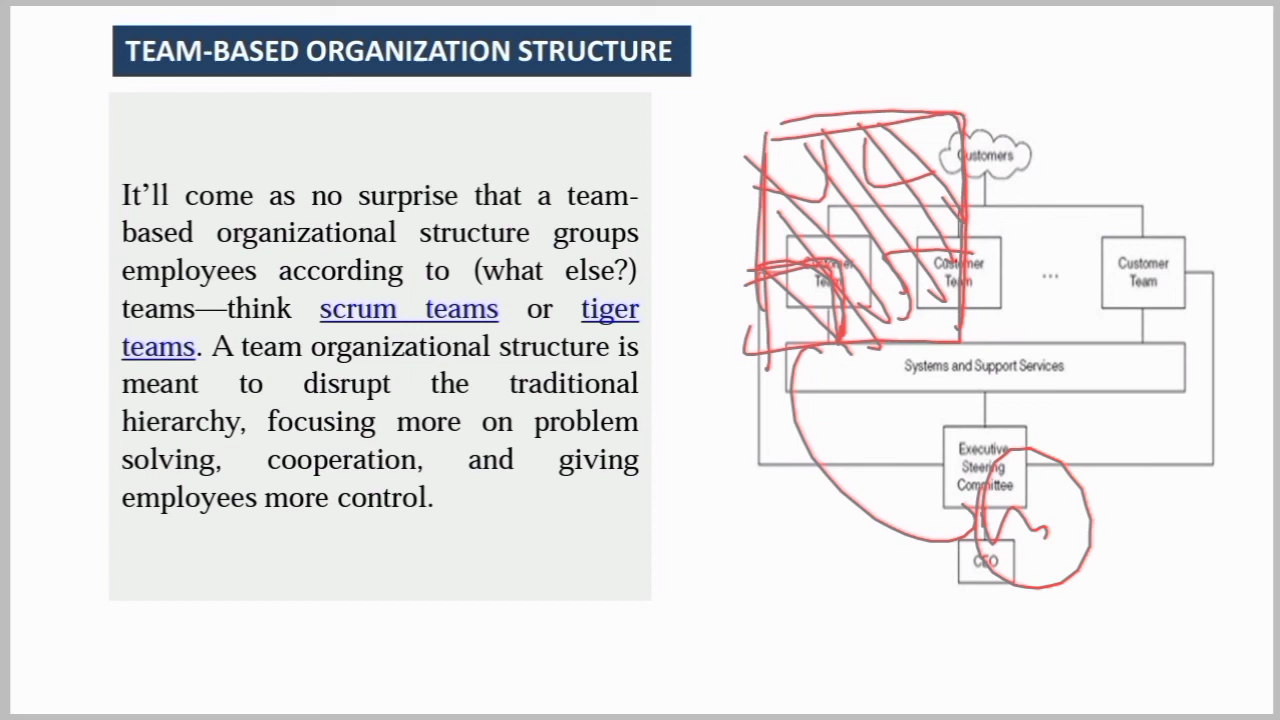 TEAM-BASED ORGANIZATION STRUCTURE
It’ll come as no surprise that a team-
based organizational structure groups
employees according to (what else?)
teams—think scrum teams or tiger
teams. A team organizational structure is
meant to disrupt the traditional
hierarchy, focusing more on problem
solving, cooperation, and giving
employees more control.
Customers
Customer
Team
Customer
Team
...
Customer
Team
Systems and Support Services
Executive
Steering
Committee
CEO